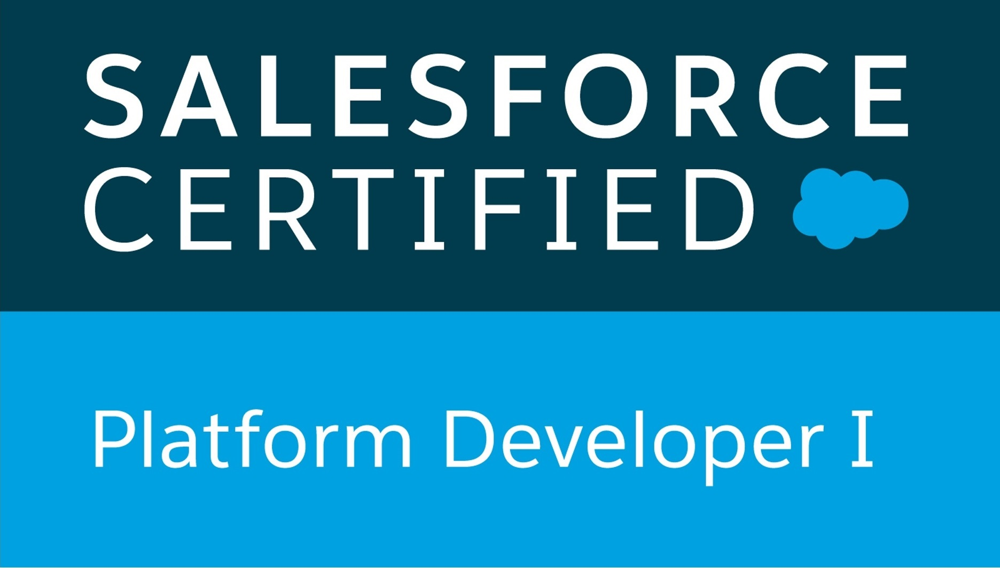 SALESFORCE
CERTIFIED
Platform Developer I